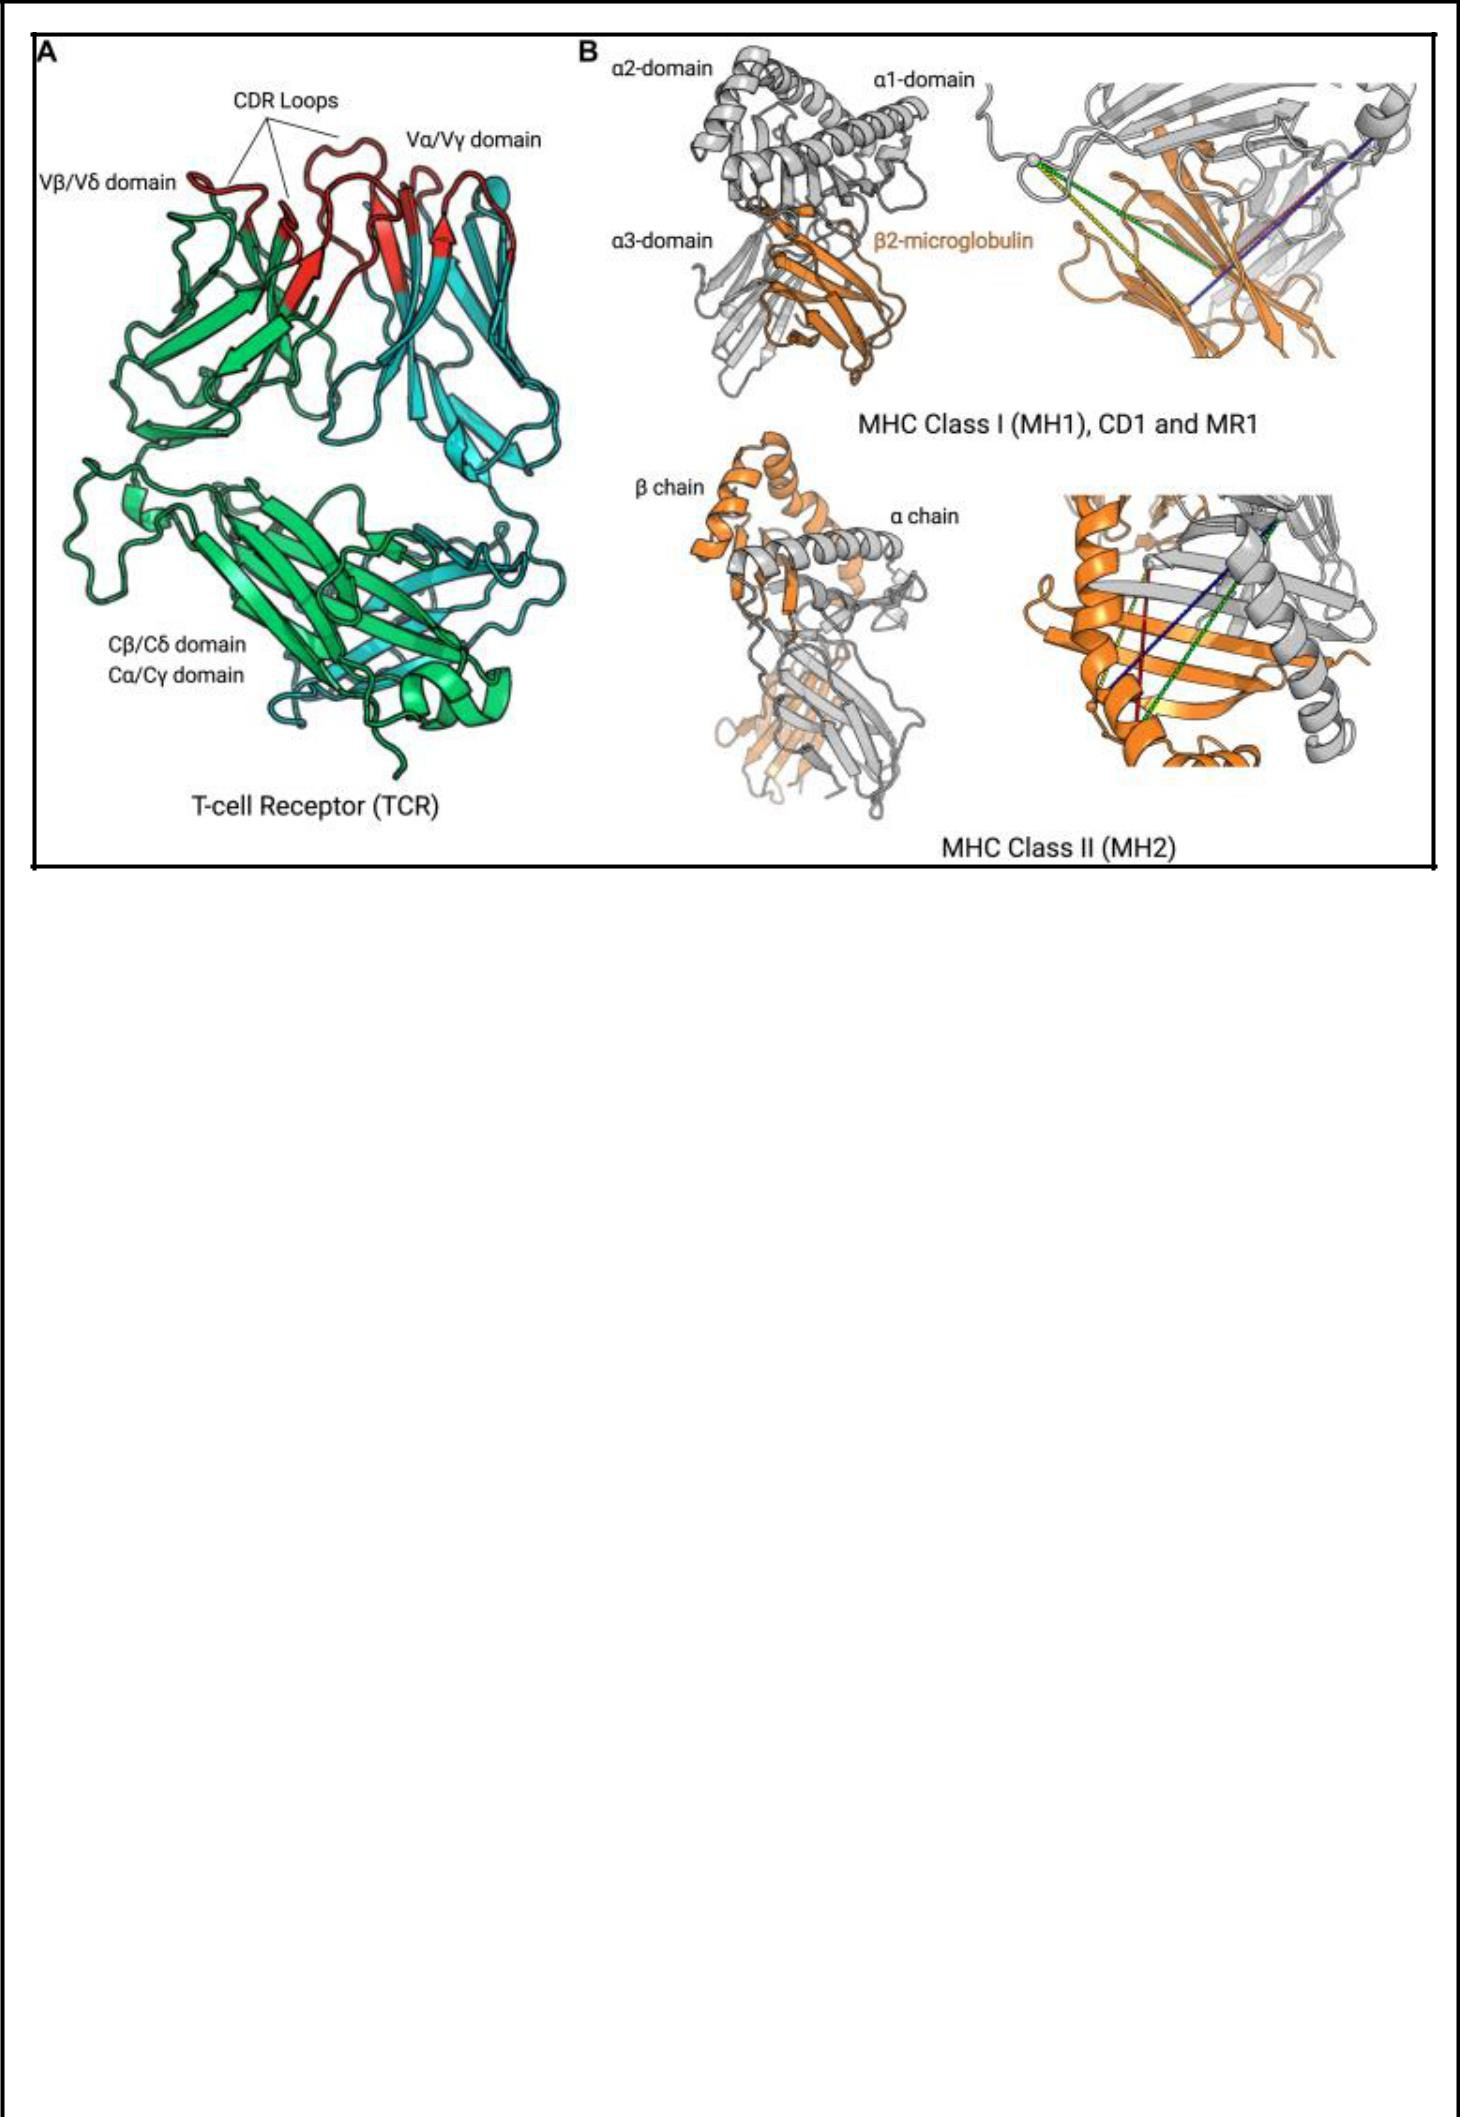 A
CDR Loops
Vα/Vγ domain
Vβ/Vδ domain
Cβ/Cδ domain
Cα/Cγ domain
T-cell Receptor (TCR)
B
α2-domain
α1-domain
α3-domain
β2-microglobulin
MHC Class I (MH1), CD1 and MR1
β chain
α chain
MHC Class II (MH2)